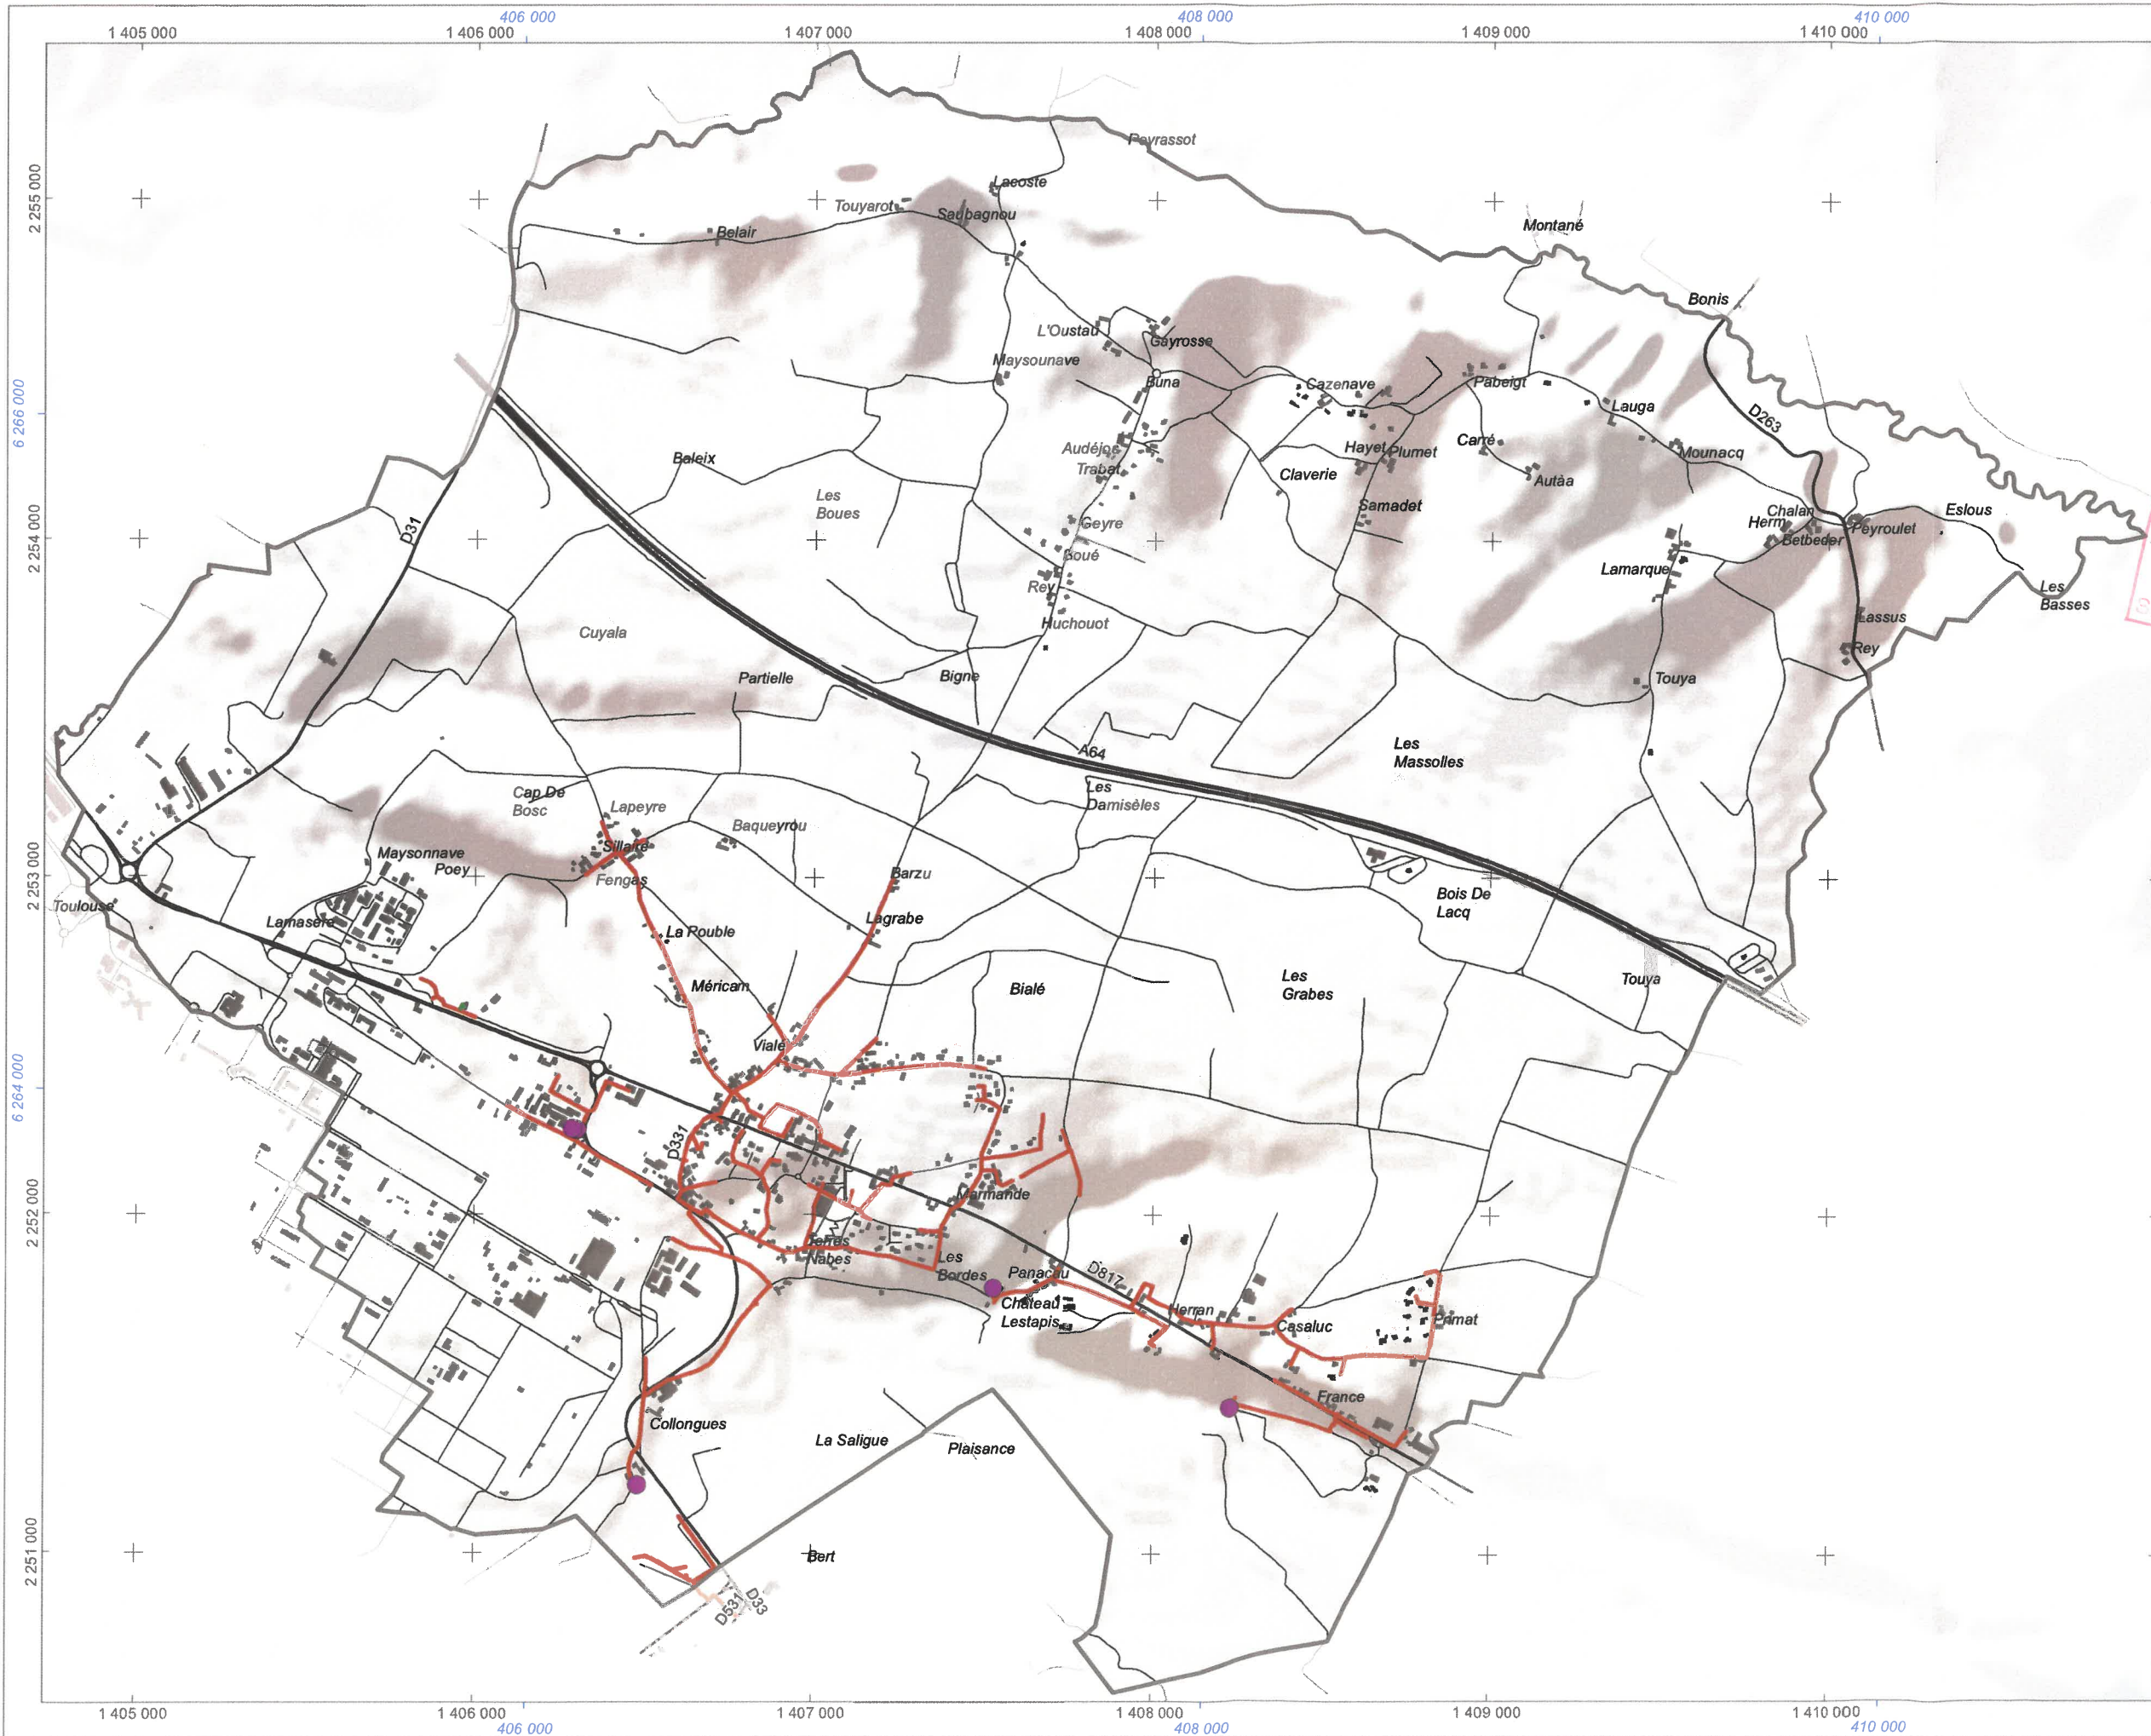 406 000
408 000
410 000
1 405 000
1 406 000
1 407 000
1 408 000
1 409 000
1 410 000
Peyrassot
Lacoste
2 255 000
Touyarot
Saubagnou
Belair
Montané
Bonis
L'Oustau
Gayrosse
Maysounave
Buna
Cazenave
Pabeigt
6 266 000
Lauga
D263
Audéjos
Trabat
Hayet
Plumet
Carré
Mounacq
Baleix
Claverie
Autàa
Les
Boues
Samadet
D31
Geyre
Chalan
Herm
Betbeder
Peyroulet
Eslous
2 254 000
Boué
Lamarque
Rey
Les
Basses
Cuyala
Huchouot
Lassus
Rey
Partielle
Bigne
Touya
A64
Les
Massolles
Cap De
Bosc
Lapeyre
Les
Damisèles
Baqueyrou
Sillaire
Maysonnave
Poey
Fengas
Barzu
2 253 000
Bois De
Lacq
Toulouse
Lamasère
Lagrabe
La Pouble
Méricam
Bialé
Les
Grabes
Touya
Viale
6 264 000
D331
Marmande
2 252 000
Terres
Nabes
Les
Bordes
Panacau
D817
Château
Lestapis
Herran
Casaluc
Primat
France
Collongues
La Saligue
Plaisance
2 251 000
Bert
D531
D33
1 405 000
1 406 000
1 407 000
1 408 000
1 409 000
1 410 000
406 000
408 000
410 000